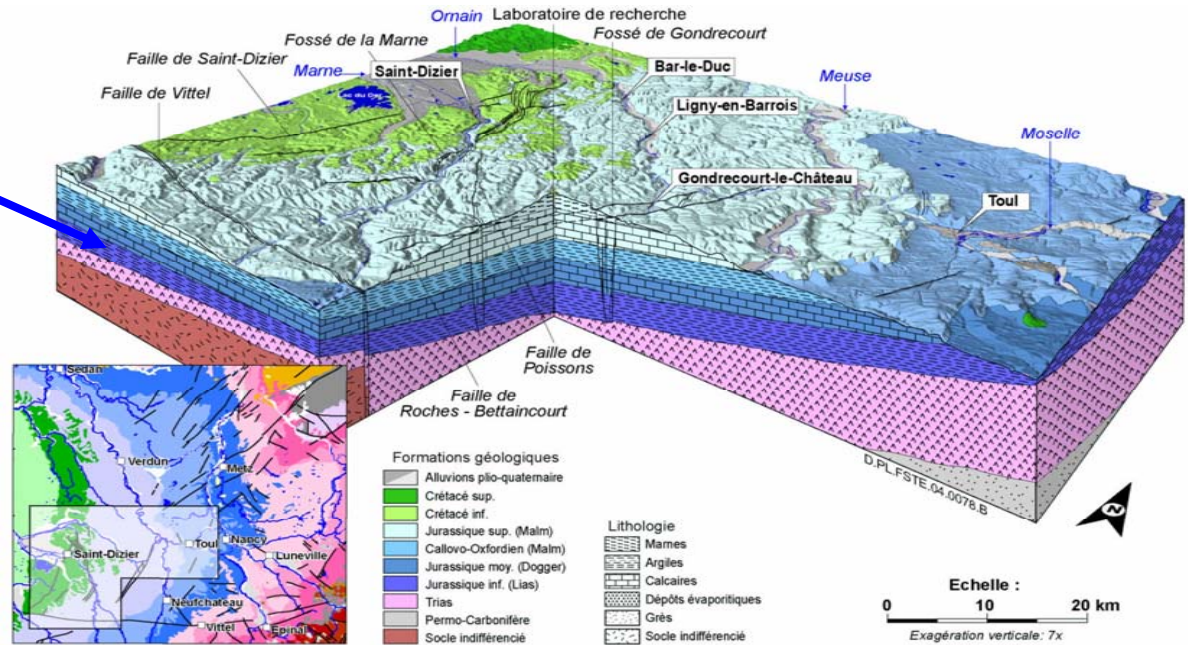 Laboratoire de recherche
Ornain
Fossé de la Marne
Fossé de Gondrecourt
Faille de Saint-Dizier
Marne
Saint-Dizier
Bar-le-Duc
Meuse
Faille de Vittel
Lac du Der
Ligny-en-Barrois
Moselle
Gondrecourt-le-Château
Toul
Faille de
Poissons
Faille de
Roches - Bettaincourt
D.PL.FSTE.04.0078.B
N
Sedan
Verdun
Metz
Saint-Dizier
Toul
Nancy
Luneville
Neufchateau
Vittel
Epinal
Formations géologiques
Alluvions plio-quaternaire
Crétacé sup.
Crétacé inf.
Jurassique sup. (Malm)
Callovo-Oxfordien (Malm)
Jurassique moy. (Dogger)
Jurassique inf. (Lias)
Trias
Permo-Carbonifère
Socle indifférencié
Lithologie
Marnes
Argiles
Calcaires
Dépôts évaporitiques
Grès
Socle indifférencié
Echelle :
0 10 20 km
Exagération verticale: 7x